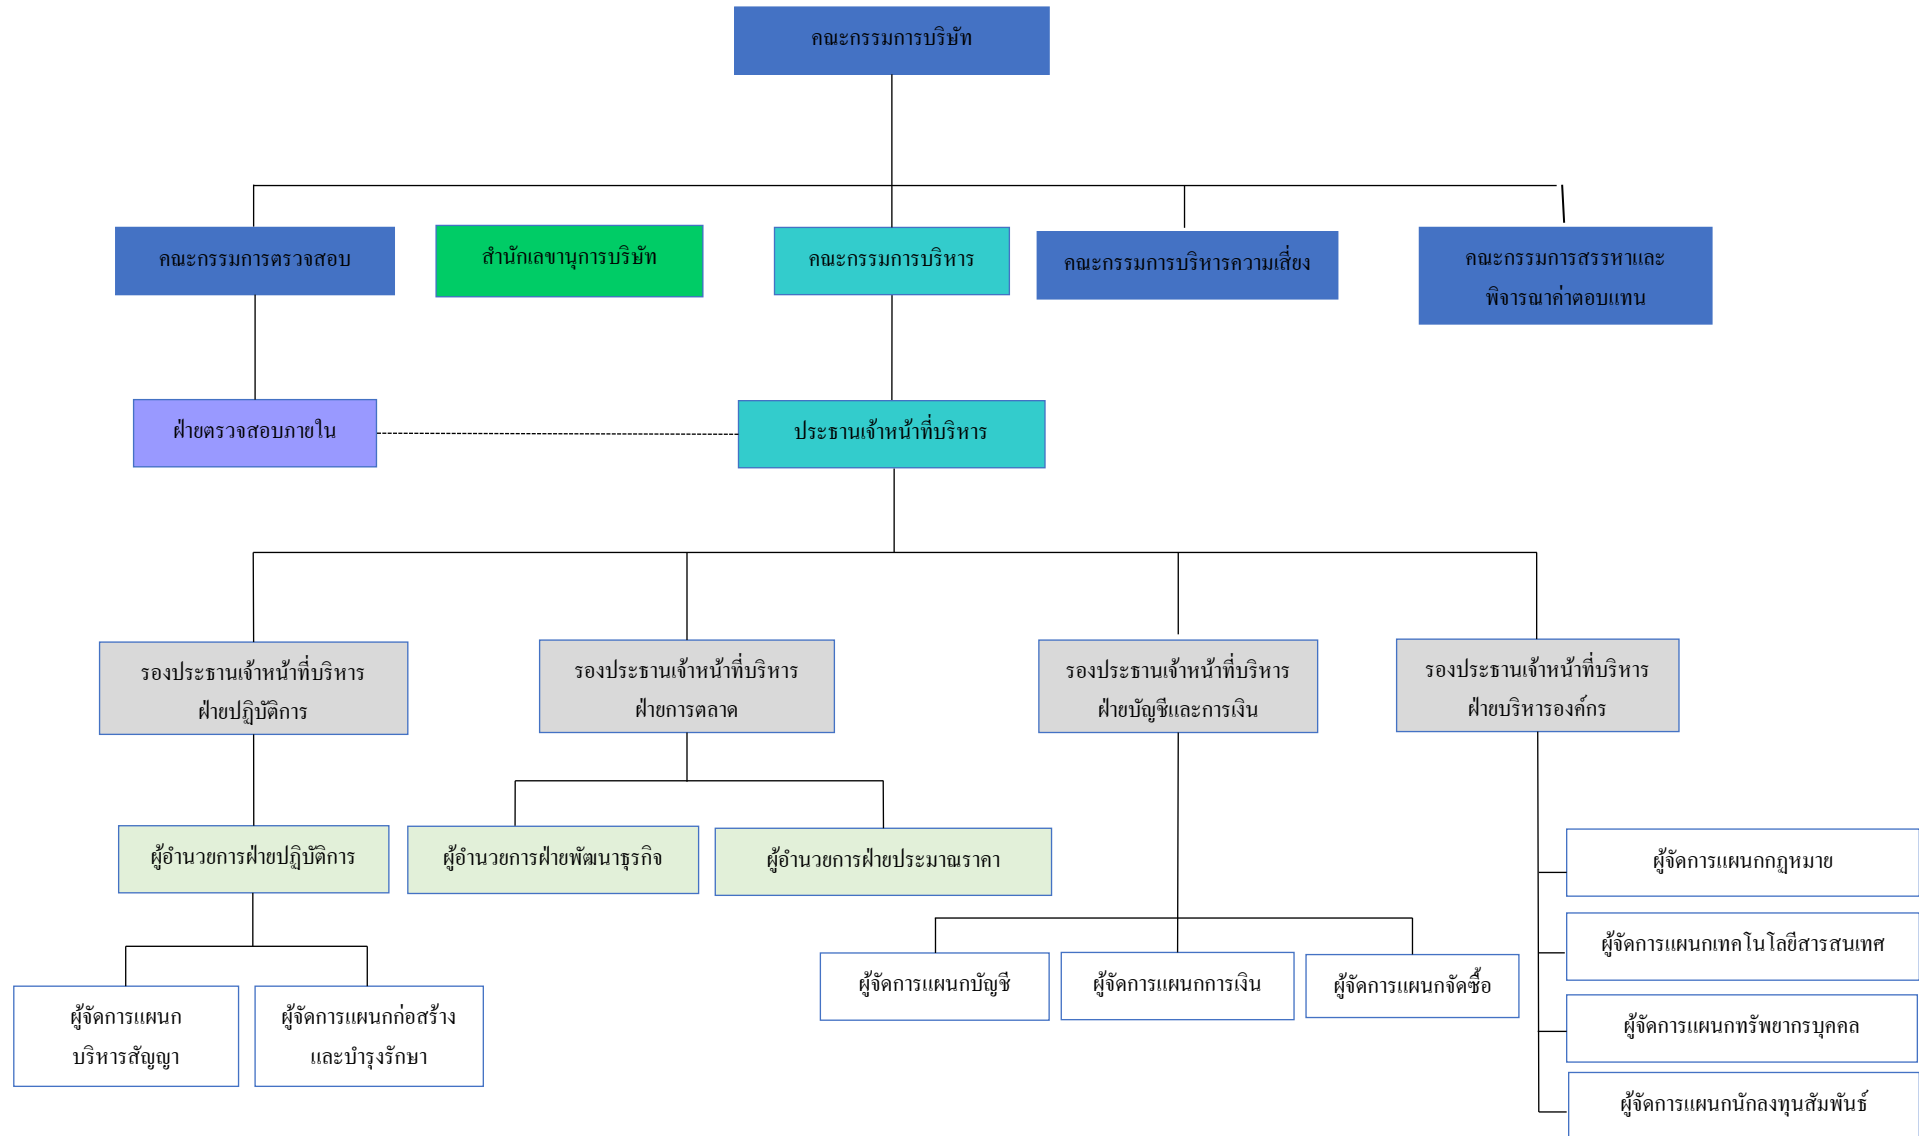 คณะกรรมการบริษัท
คณะกรรมการตรวจสอบ
สำนักเลขานุการบริษัท
คณะกรรมการบริหาร
คณะกรรมการบริหารความเสี่ยง
คณะกรรมการสรรหาและ
พิจารณาค่าตอบแทน
ฝ่ายตรวจสอบภายใน
ประธานเจ้าหน้าที่บริหาร
รองประธานเจ้าหน้าที่บริหาร
ฝ่ายปฏิบัติการ
รองประธานเจ้าหน้าที่บริหาร
ฝ่ายการตลาด
รองประธานเจ้าหน้าที่บริหาร
ฝ่ายบัญชีและการเงิน
รองประธานเจ้าหน้าที่บริหาร
ฝ่ายบริหารองค์กร
ผู้อำนวยการฝ่ายปฏิบัติการ
ผู้อำนวยการฝ่ายพัฒนาธุรกิจ
ผู้อำนวยการฝ่ายประมาณราคา
ผู้จัดการแผนกกฎหมาย
ผู้จัดการแผนกเทคโนโลยีสารสนเทศ
ผู้จัดการแผนกบัญชี
ผู้จัดการแผนกการเงิน
ผู้จัดการแผนกจัดซื้อ
ผู้จัดการแผนก
บริหารสัญญา
ผู้จัดการแผนกก่อสร้าง
และบำรุงรักษา
ผู้จัดการแผนกทรัพยากรบุคคล
ผู้จัดการแผนกนักลงทุนสัมพันธ์